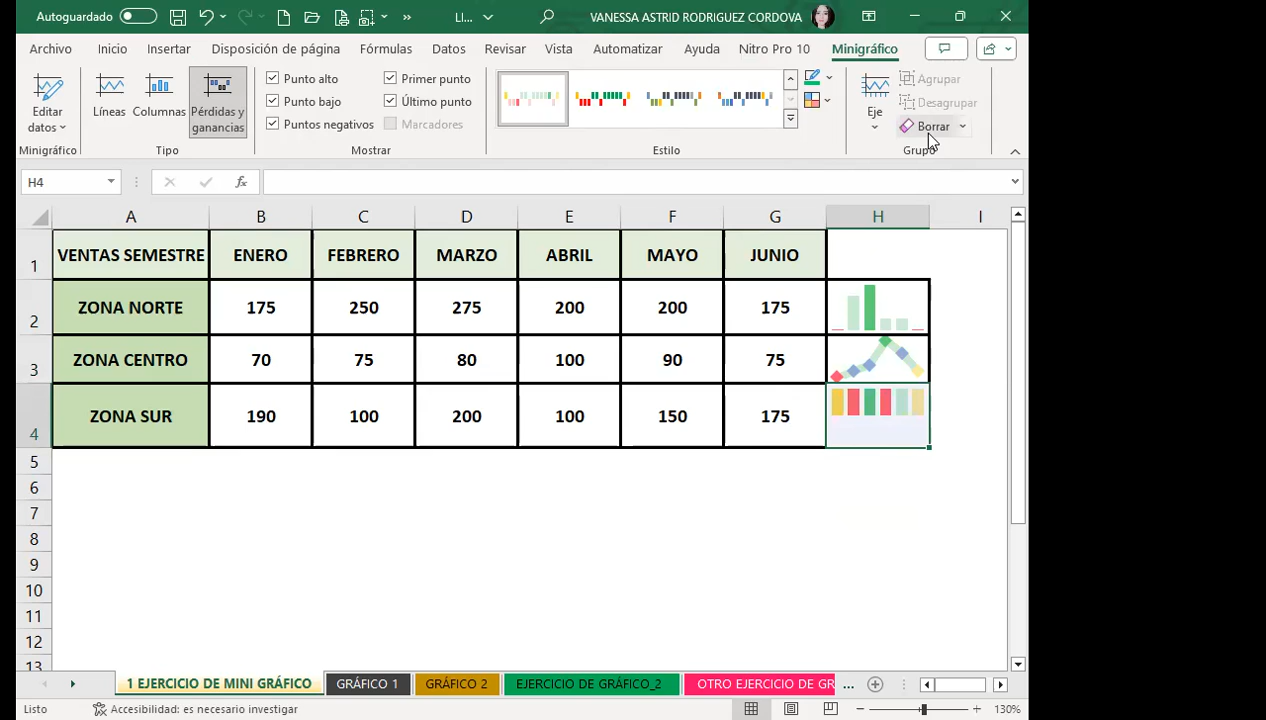 Autoguardado
LI...
VANESSA ASTRID RODRIGUEZ CORDOVA
Archivo Inicio Insertar Disposición de página Fórmulas Datos Revisar Vista Automatizar Ayuda Nitro Pro 10 Minigráfico
Editar datos
Líneas
Columnas
Pérdidas y ganancias
Punto alto
Punto bajo
Puntos negativos
Primer punto
Último punto
Marcadores
Eje
Agrupar
Desagrupar
Borrar
Minigráfico Tipo Mostrar Estilo Grupo
H4 fx
A B C D E F G H I
1 VENTAS SEMESTRE ENERO FEBRERO MARZO ABRIL MAYO JUNIO
2 ZONA NORTE 175 250 275 200 200 175
3 ZONA CENTRO 70 75 80 100 90 75
4 ZONA SUR 190 100 200 100 150 175
5
6
7
8
9
10
11
12
13
1 EJERCICIO DE MINI GRÁFICO GRÁFICO 1 GRÁFICO 2 EJERCICIO DE GRÁFICO_2 OTRO EJERCICIO DE GR ...
Listo Accesibilidad: es necesario investigar 130%